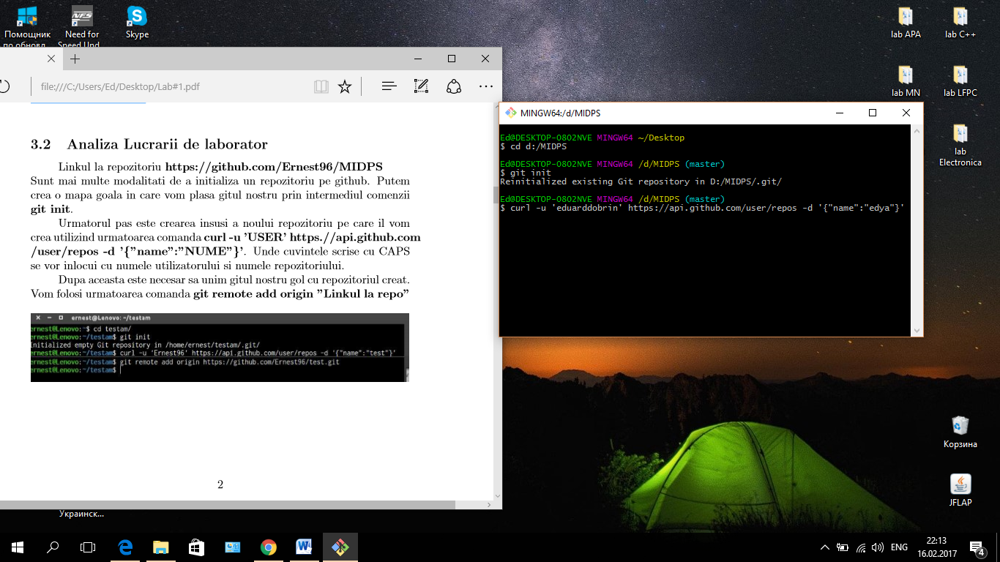 Помощник
по обновл...
NFS
Need for
Speed Und...
Skype
lab APA
lab C++
lab MN
lab LFPC
lab
Electronica
file:///C:/Users/Ed/Desktop/Lab#1.pdf
3.2 Analiza Lucrarii de laborator
Linkul la repozitoriu https://github.com/Ernest96/MIDPS
Sunt mai multe modalitati de a initializa un repozitoriu pe github. Putem
crea o mapa goala in care vom plasa gitul nostru prin intermediul comenzii
git init.
Urmatorul pas este crearea insusi a noului repozitoriu pe care il vom
crea utilizind urmatoarea comanda curl -u ’USER’ https.//api.github.com
/user/repos -d ’{”name”:”NUME”}’. Unde cuvintele scrise cu CAPS
se vor inlocui cu numele utilizatorului si numele repozitoriului.
Dupa aceasta este necesar sa unim gitul nostru gol cu repozitoriul creat.
Vom folosi urmatoarea comanda git remote add origin ”Linkul la repo”
ernest@Lenovo: ~/testam
ernest@Lenovo:~$ cd testam/
ernest@Lenovo:~/testam$ git init
Initialized empty Git repository in /home/ernest/testam/.git/
ernest@Lenovo:~/testam$ curl -u 'Ernest96' https://api.github.com/user/repos -d '{"name":"test"}'
ernest@Lenovo:~/testam$ git remote add origin https://github.com/Ernest96/test.git
ernest@Lenovo:~/testam$
2
MINGW64:/d/MIDPS
Ed@DESKTOP-O802NVE MINGW64 ~/Desktop
$ cd d:/MIDPS
Ed@DESKTOP-O802NVE MINGW64 /d/MIDPS (master)
$ git init
Reinitialized existing Git repository in D:/MIDPS/.git/
Ed@DESKTOP-O802NVE MINGW64 /d/MIDPS (master)
$ curl -u 'eduarddobrin' https://api.github.com/user/repos -d '{"name":"edya"}'
Корзина
JFLAP
Украинск...
ENG
22:13
16.02.2017
4